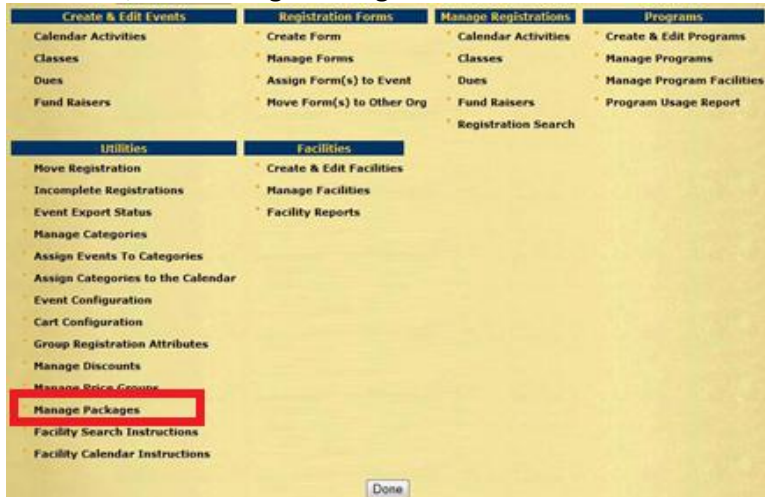 Create & Edit Events
Calendar Activities
Classes
Dues
Fund Raisers
Registration Forms
Create Form
Manage Forms
Assign Form(s) to Event
Move Form(s) to Other Org
Manage Registrations
Calendar Activities
Classes
Dues
Fund Raisers
Registration Search
Programs
Create & Edit Programs
Manage Programs
Manage Program Facilities
Program Usage Report
Utilities
Move Registration
Incomplete Registrations
Event Export Status
Manage Categories
Assign Events To Categories
Assign Categories to the Calendar
Event Configuration
Cart Configuration
Group Registration Attributes
Manage Discounts
Manage Price Groups
Manage Packages
Facility Search Instructions
Facility Calendar Instructions
Facilities
Create & Edit Facilities
Manage Facilities
Facility Reports
Done